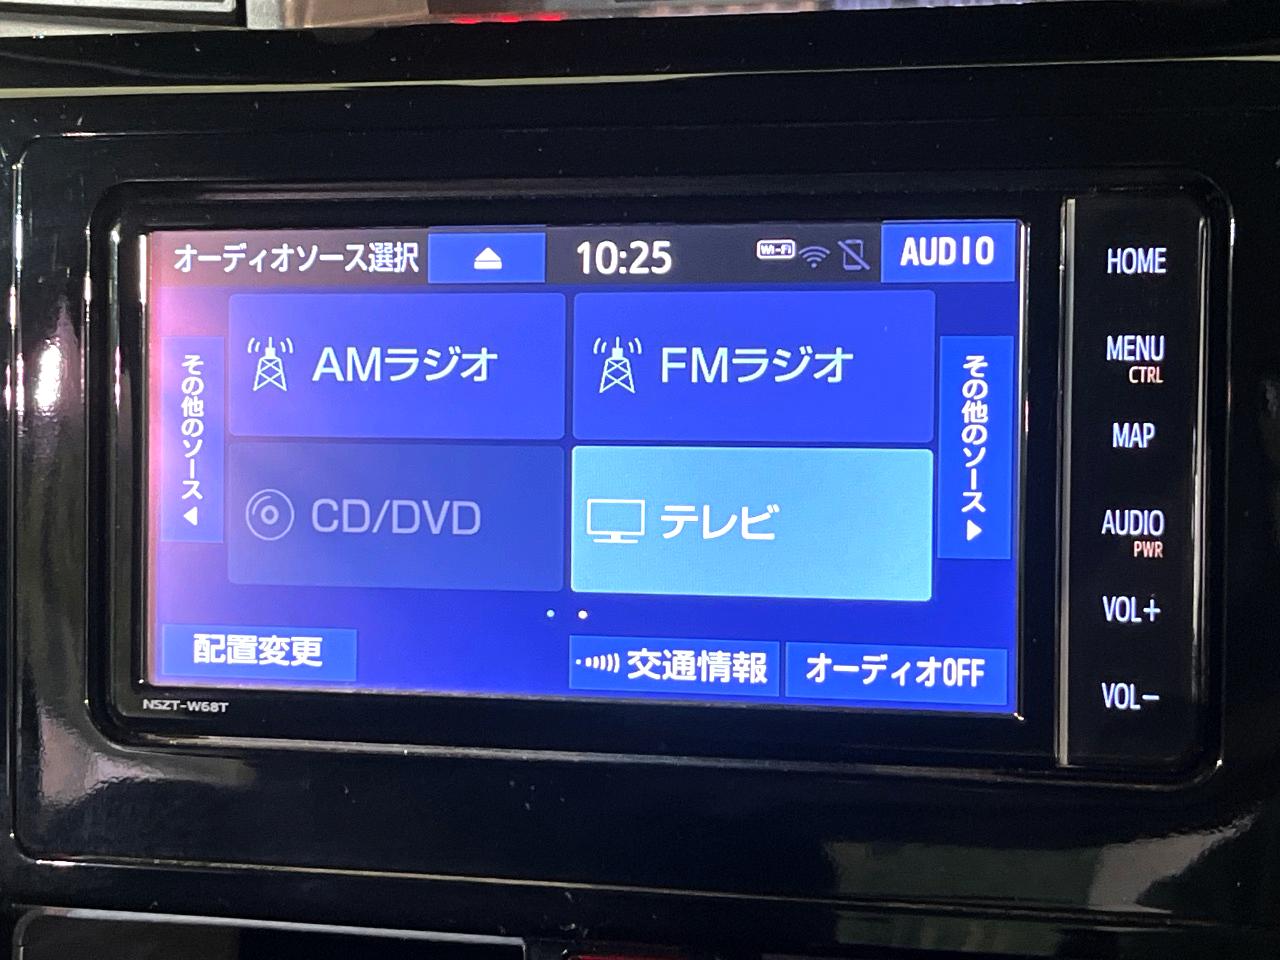 オーディオソース選択
10:25
Wi-Fi
AUDIO
AMラジオ
FMラジオ
その他のソース
CD/DVD
テレビ
その他のソース
配置変更
交通情報
オーディオOFF
NSZT-W68T
HOME
MENU
CTRL
MAP
AUDIO
PWR
VOL+
VOL-